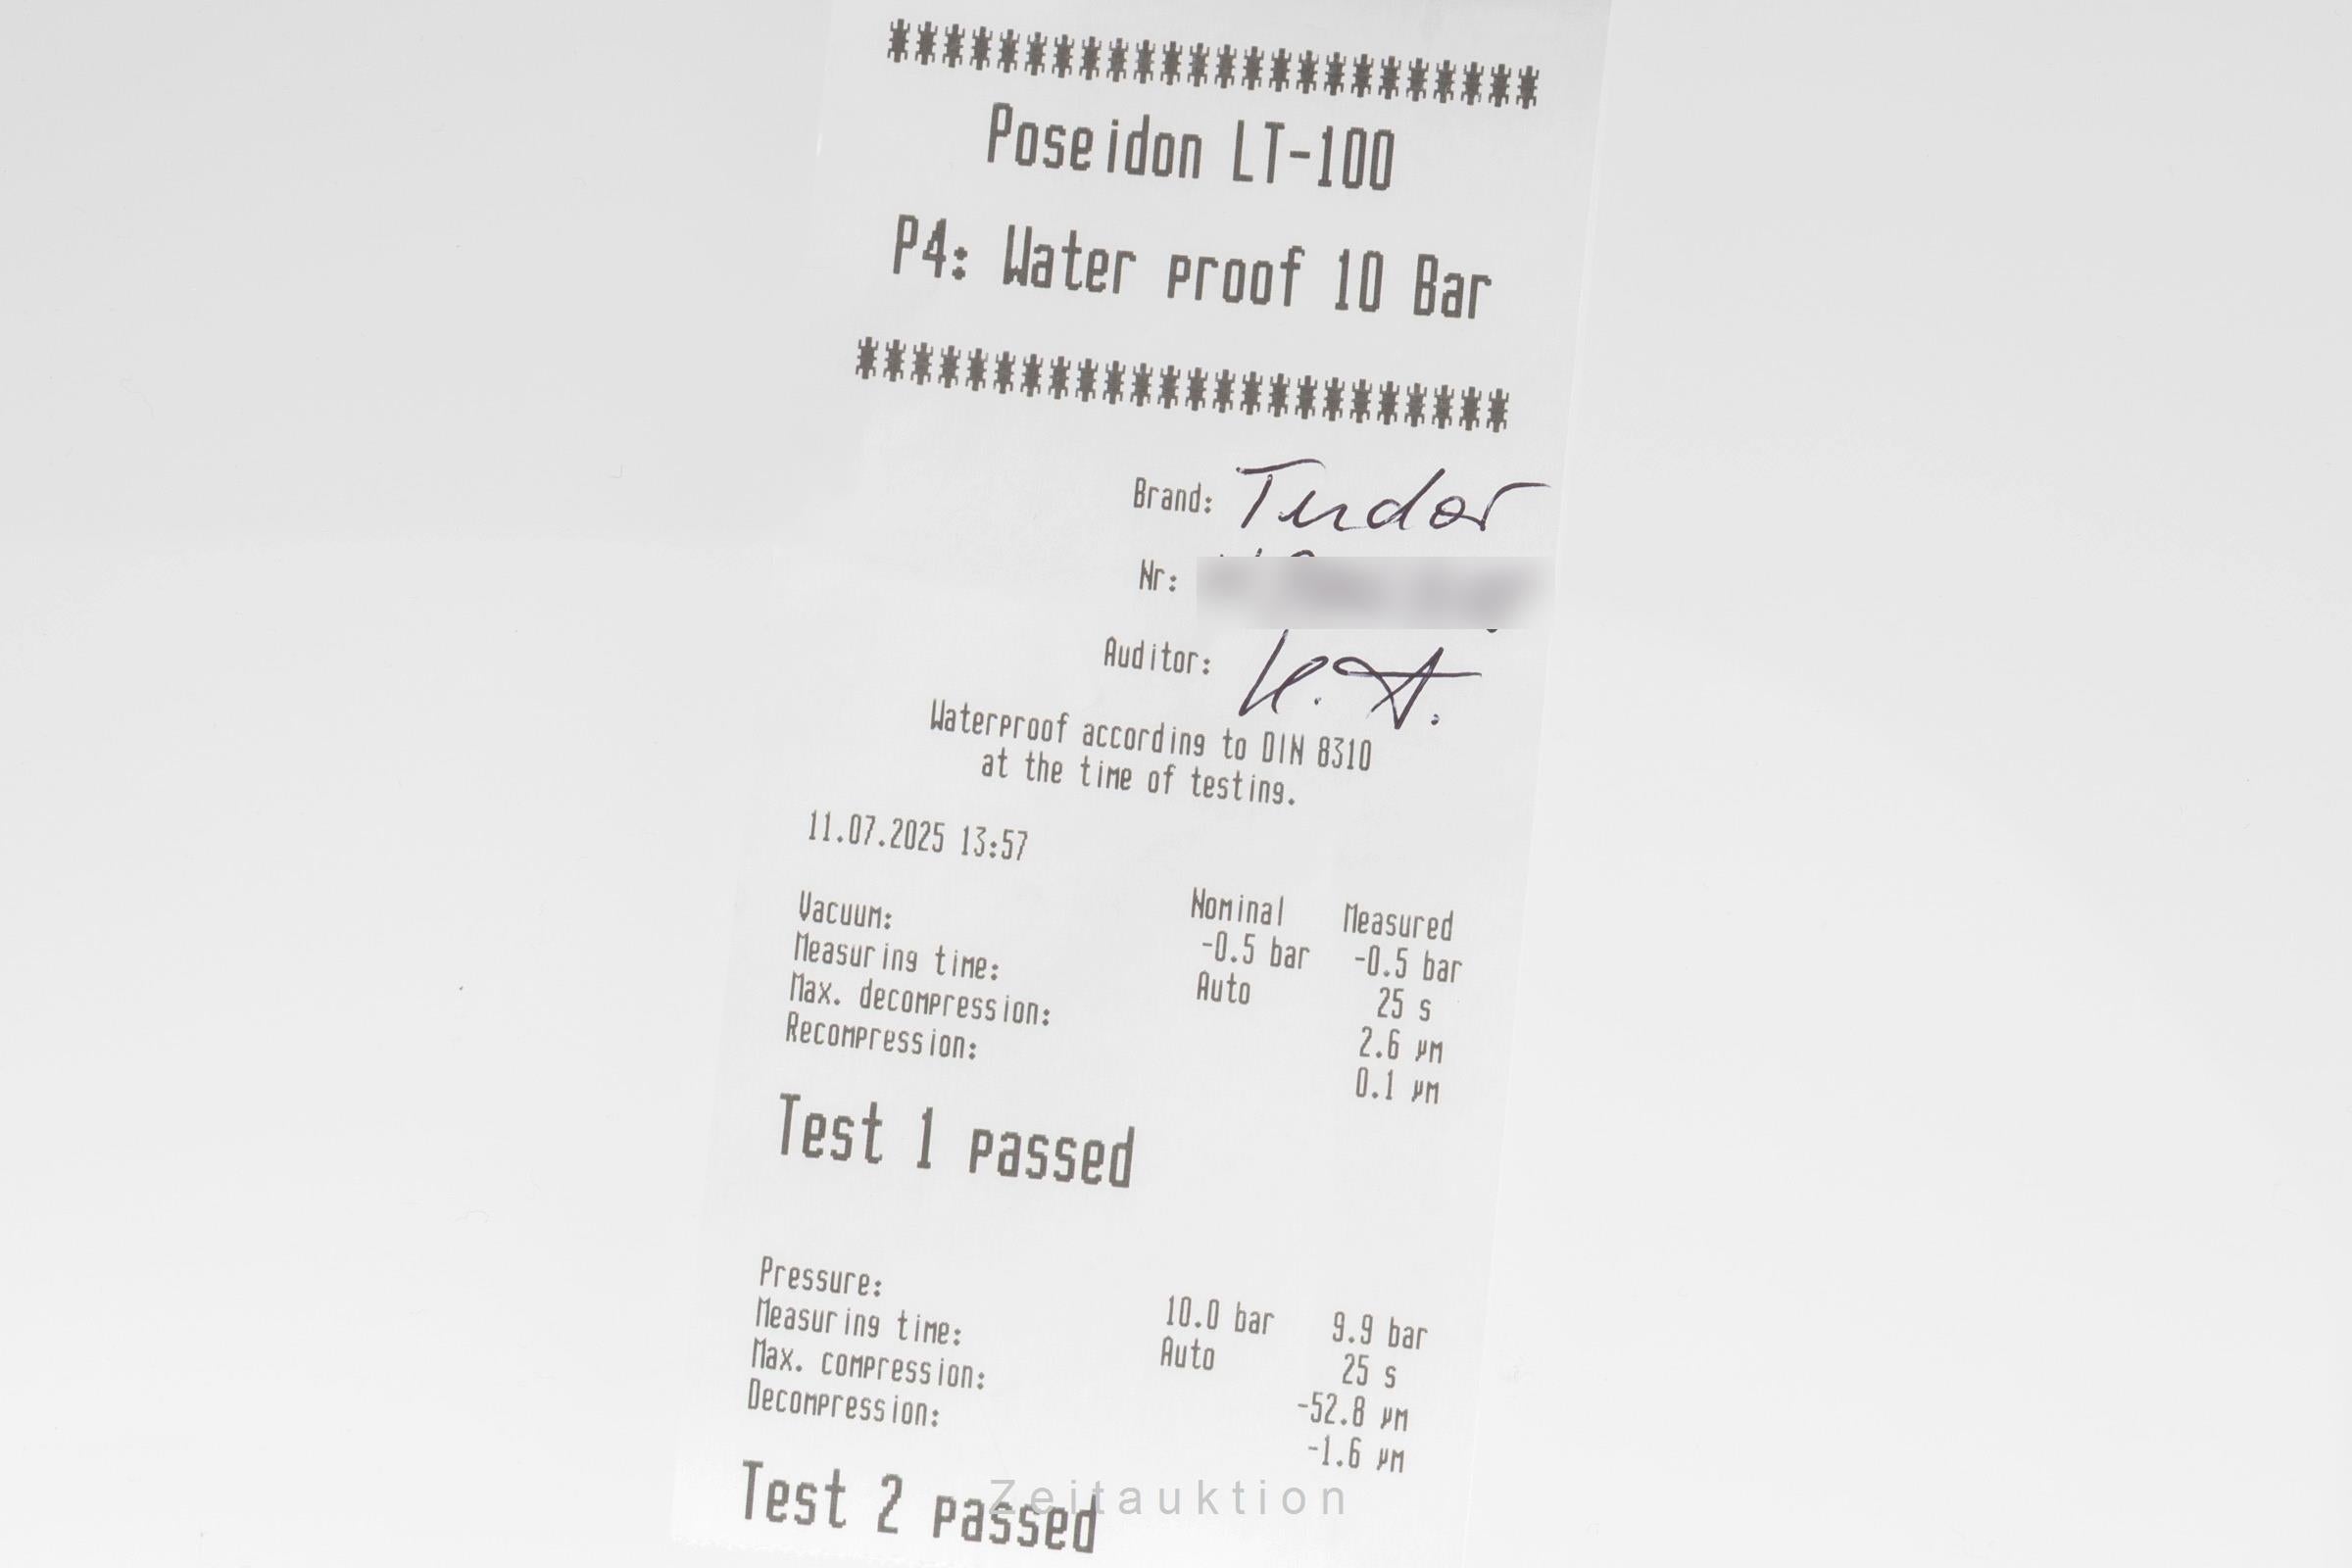 ************************
Poseidon LT-100
P4: Water proof 10 Bar
************************
Brand: Tudor
Nr:
Auditor:
Waterproof according to DIN 8310
at the time of testing.
11.07.2025 13:57
Nominal Measured
Vacuum: -0.5 bar -0.5 bar
Measuring time: Auto 25 s
Max. decompression: 2.6 µm
Recompression: 0.1 µm
Test 1 passed
Pressure: 10.0 bar 9.9 bar
Measuring time: Auto 25 s
Max. compression: -52.8 µm
Decompression: -1.6 µm
Test 2 passed
Zeitauktion